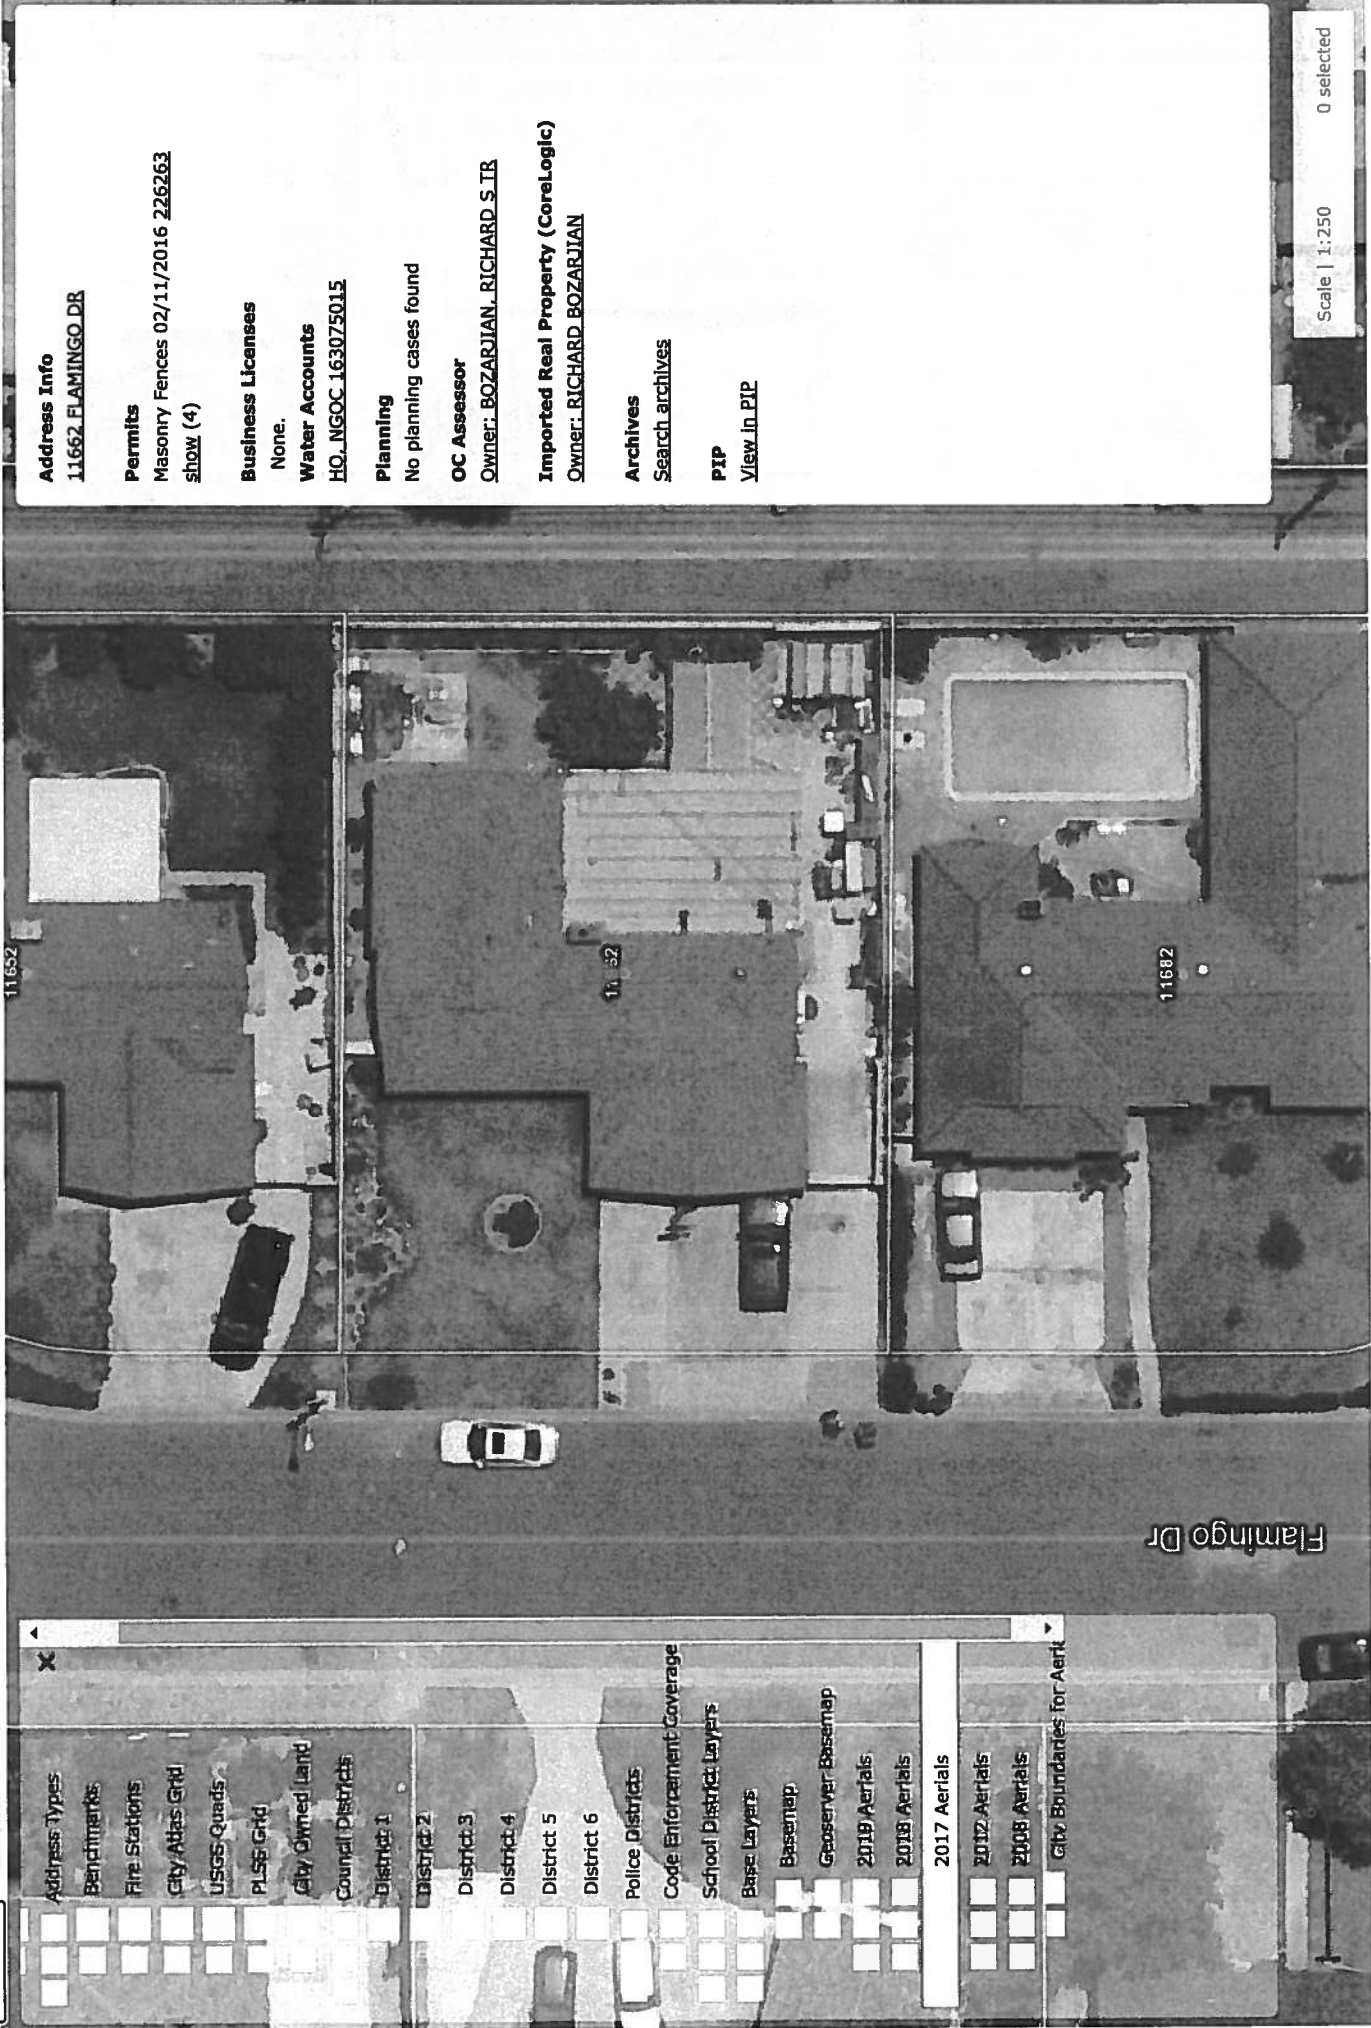 Address Info
11662 FLAMINGO DR
Permits
Masonry Fences 02/11/2016 226263
show (4)
Business Licenses
None.
Water Accounts
HO, NGOC 163075015
Planning
No planning cases found
OC Assessor
Owner: BOZARJIAN, RICHARD S TR
Imported Real Property (CoreLogic)
Owner: RICHARD BOZARJIAN
Archives
Search archives
PIP
View in PIP
Scale | 1:250
0 selected
11652
11682
Flamingo Dr
Address Types
Benchmarks
Fire Stations
City Atlas Grid
USGS Quads
PLSS Grid
City Owned Land
Council Districts
District 1
District 2
District 3
District 4
District 5
District 6
Police Districts
Code Enforcement Coverage
School District Layers
Base Layers
Basemap
Geoserver Basemap
2019 Aerials
2018 Aerials
2017 Aerials
2012 Aerials
2008 Aerials
City Boundaries for Aeria